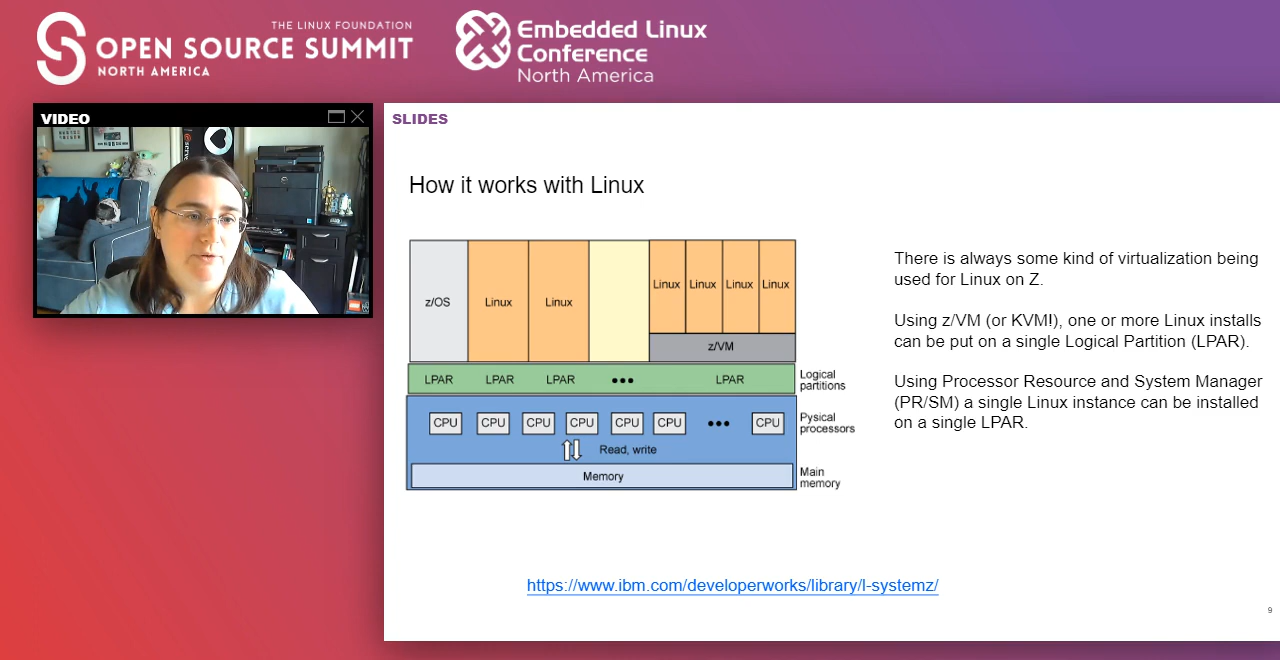 THE LINUX FOUNDATION
OPEN SOURCE SUMMIT
NORTH AMERICA
Embedded Linux
Conference
North America
VIDEO
SLIDES
How it works with Linux
z/OS
Linux
Linux
Linux
Linux
Linux
Linux
z/VM
LPAR
LPAR
LPAR
•••
LPAR
Logical
partitions
CPU
CPU
CPU
CPU
CPU
CPU
•••
CPU
Pysical
processors
Read, write
Memory
Main
memory
There is always some kind of virtualization being
used for Linux on Z.
Using z/VM (or KVM!), one or more Linux installs
can be put on a single Logical Partition (LPAR).
Using Processor Resource and System Manager
(PR/SM) a single Linux instance can be installed
on a single LPAR.
https://www.ibm.com/developerworks/library/l-systemz/
9